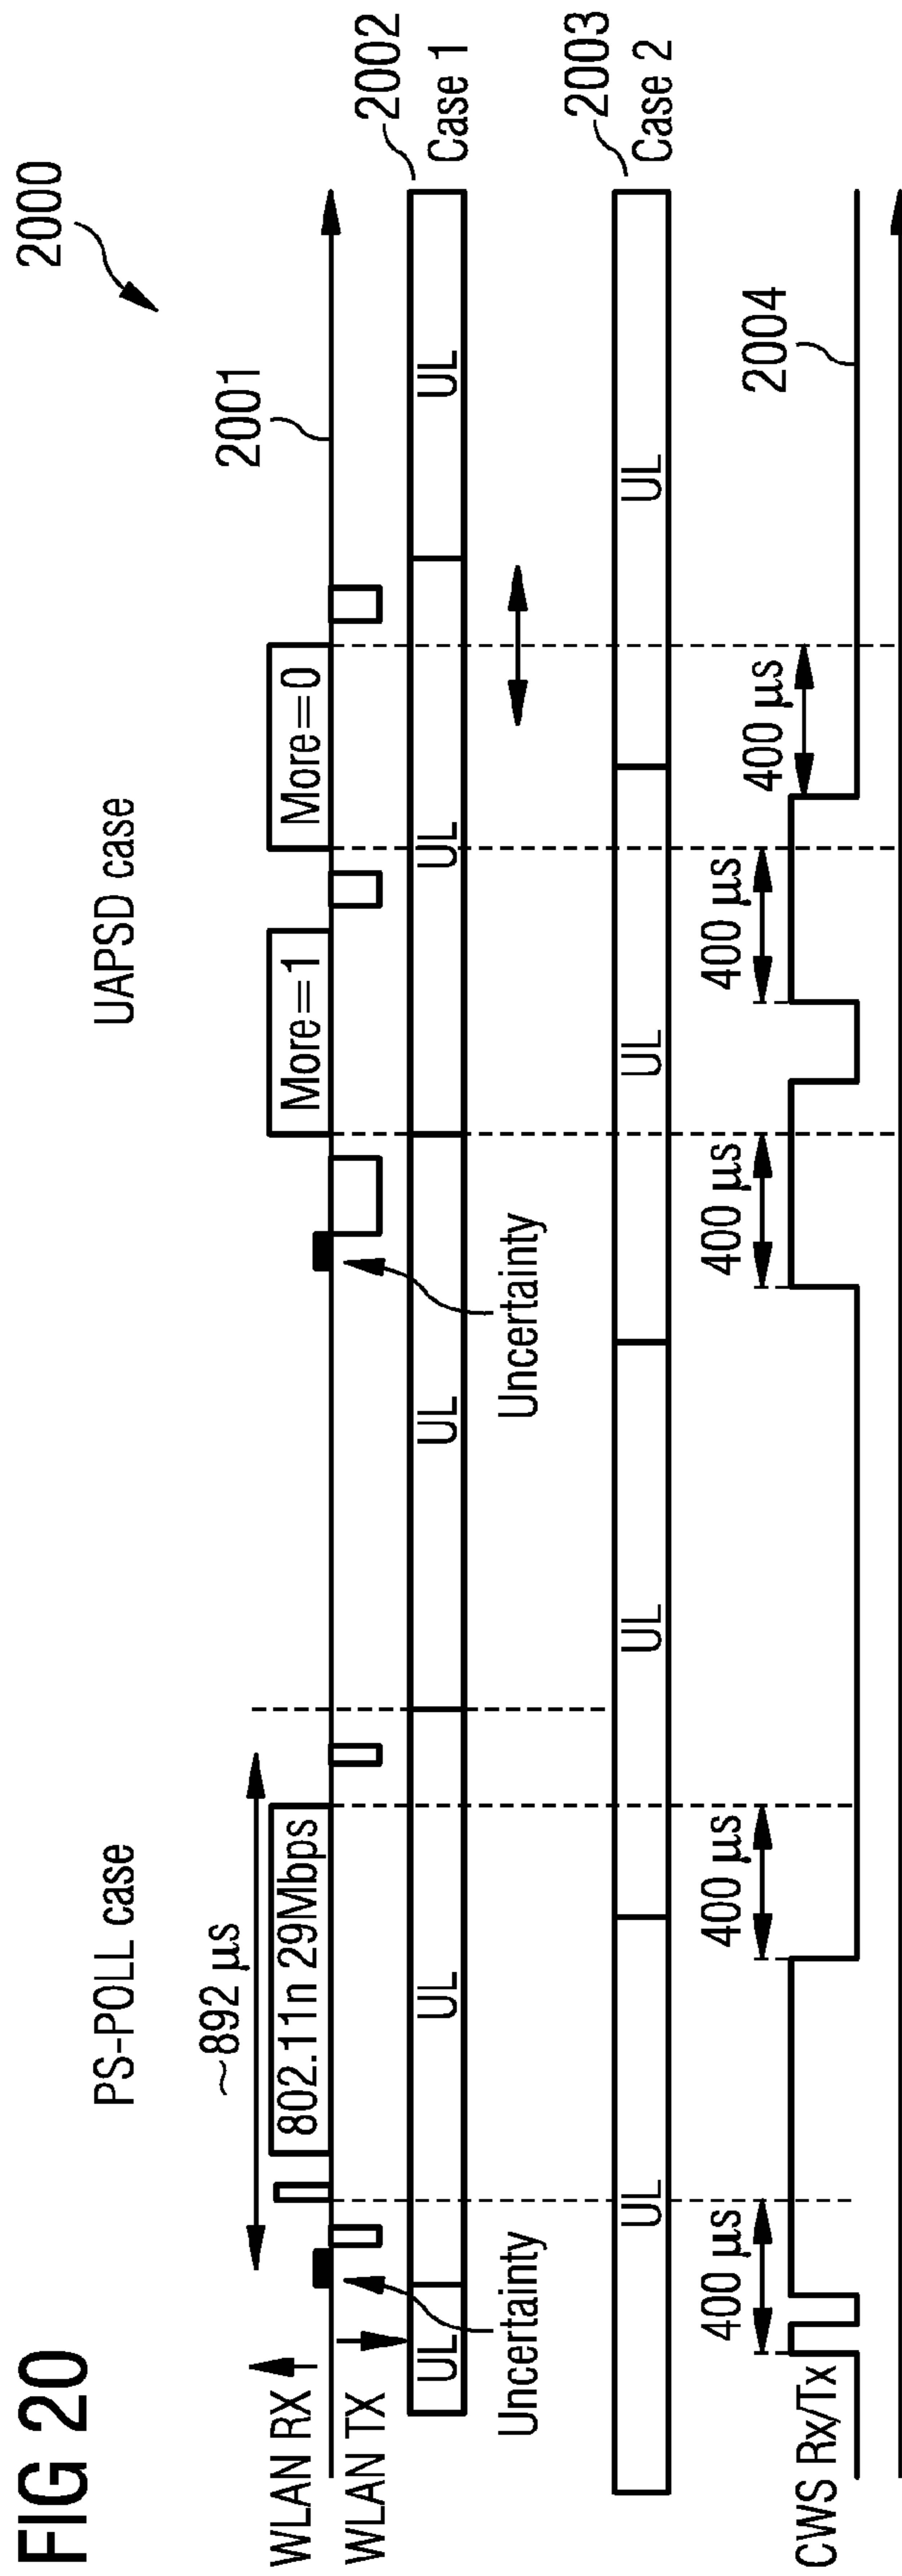 FIG 20
2000
PS-POLL case
UAPSD case
~892 µs
2001
WLAN RX
802.11n 29Mbps
More=1
More=0
WLAN TX
2002
Case 1
UL
UL
UL
UL
UL
Uncertainty
Uncertainty
2003
Case 2
UL
UL
UL
UL
400 µs
400 µs
400 µs
400 µs
400 µs
2004
CWS Rx/Tx